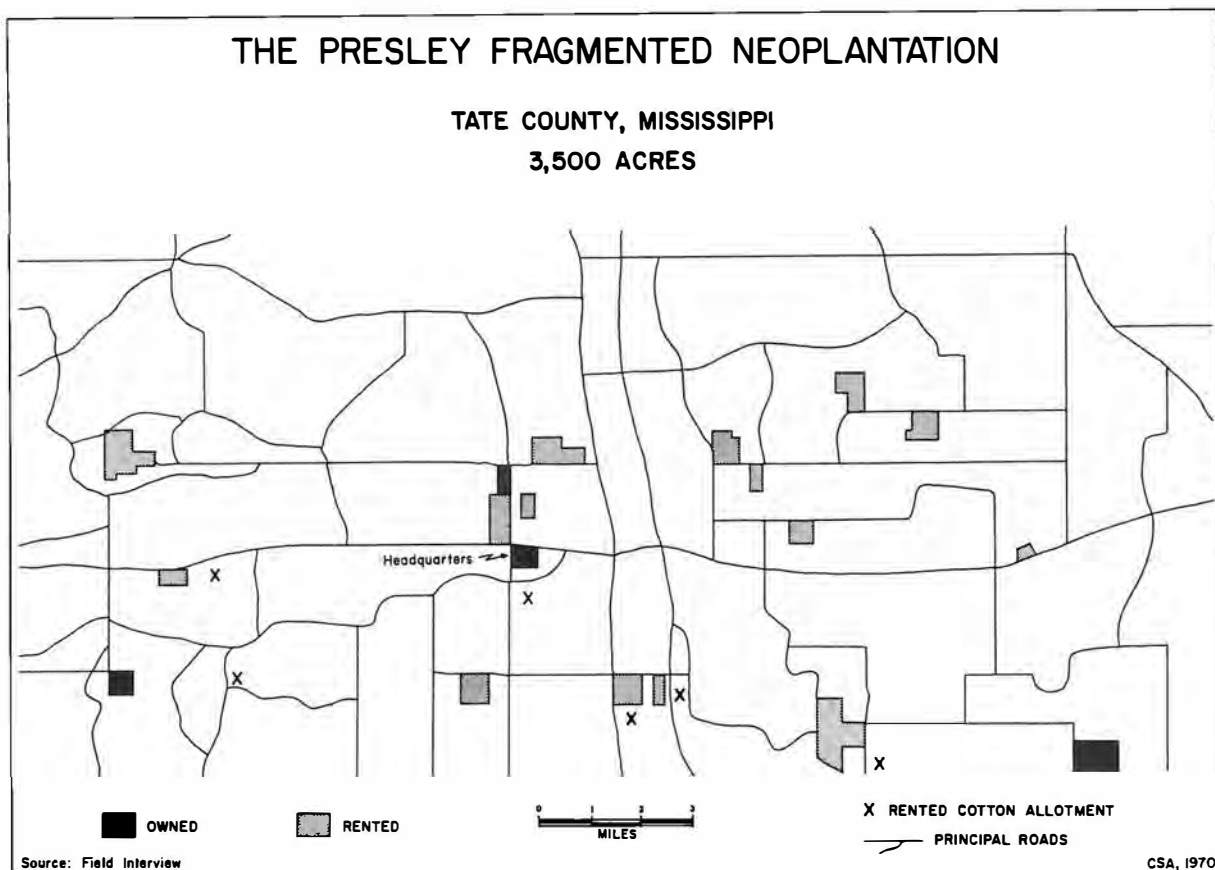 THE PRESLEY FRAGMENTED NEOPLANTATION
TATE COUNTY, MISSISSIPPI
3,500 ACRES
Headquarters
X
X
X
X
X
X
OWNED
RENTED
0 1 2 3
MILES
X RENTED COTTON ALLOTMENT
PRINCIPAL ROADS
Source: Field Interview
CSA, 1970